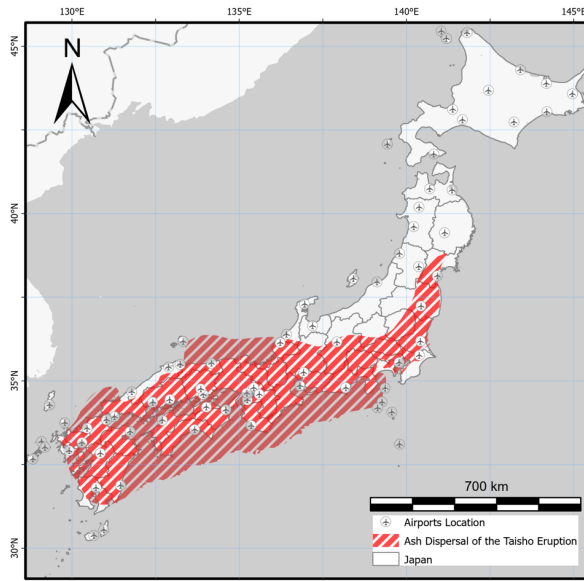 130°E
135°E
140°E
145°E
45°N
N
40°N
35°N
30°N
700 km
Airports Location
Ash Dispersal of the Taisho Eruption
Japan